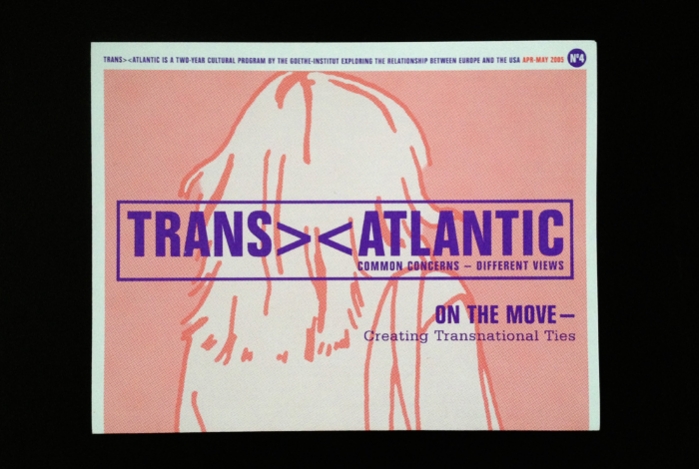 TRANS><ATLANTIC IS A TWO-YEAR CULTURAL PROGRAM BY THE GOETHE-INSTITUT EXPLORING THE RELATIONSHIP BETWEEN EUROPE AND THE USA APR-MAY 2005 Nº4
TRANS><ATLANTIC
COMMON CONCERNS – DIFFERENT VIEWS
ON THE MOVE —
Creating Transnational Ties